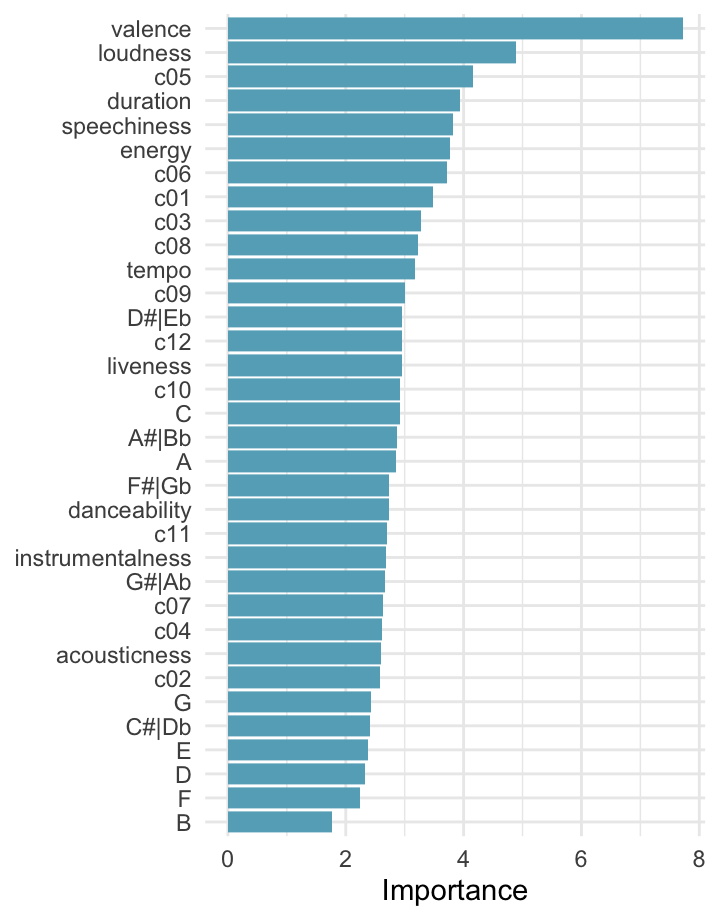 valence
loudness
c05
duration
speechiness
energy
c06
c01
c03
c08
tempo
c09
D#|Eb
c12
liveness
c10
C
A#|Bb
A
F#|Gb
danceability
c11
instrumentalness
G#|Ab
c07
c04
acousticness
c02
G
C#|Db
E
D
F
B
0 2 4 6 8
Importance